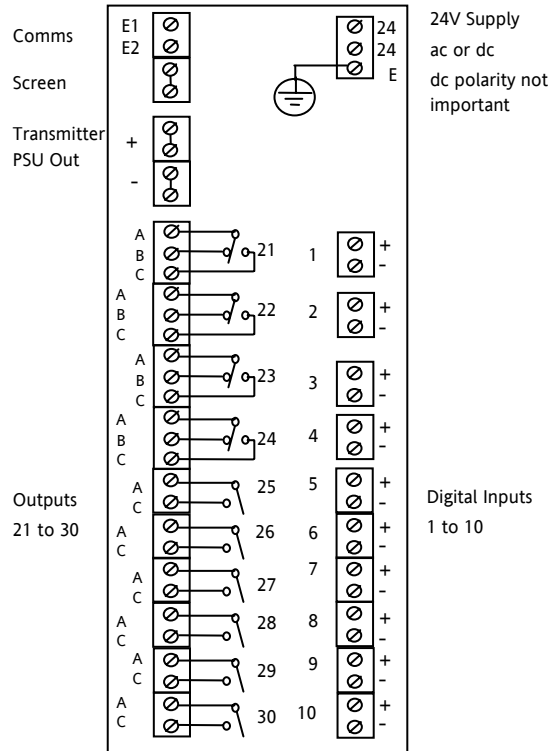 Comms
E1
E2
Screen
Transmitter
PSU Out
+
-
24
24
E
24V Supply
ac or dc
dc polarity not
important
A
B
C
21
A
B
C
22
A
B
C
23
A
B
C
24
A
C
25
A
C
26
A
C
27
A
C
28
A
C
29
A
C
30
Outputs
21 to 30
1
+
-
2
+
-
3
+
-
4
+
-
5
+
-
6
+
-
7
+
-
8
+
-
9
+
-
10
+
-
Digital Inputs
1 to 10